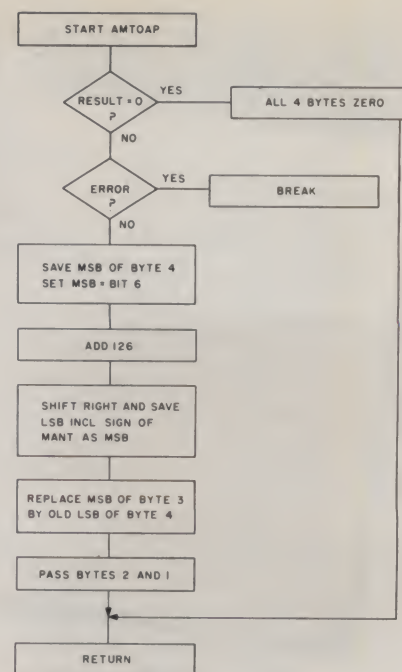 START AMTOAP
RESULT = 0
?
YES
ALL 4 BYTES ZERO
NO
ERROR
?
YES
BREAK
NO
SAVE MSB OF BYTE 4
SET MSB = BIT 6
ADD 126
SHIFT RIGHT AND SAVE
LSB INCL SIGN OF
MANT AS MSB
REPLACE MSB OF BYTE 3
BY OLD LSB OF BYTE 4
PASS BYTES 2 AND 1
RETURN